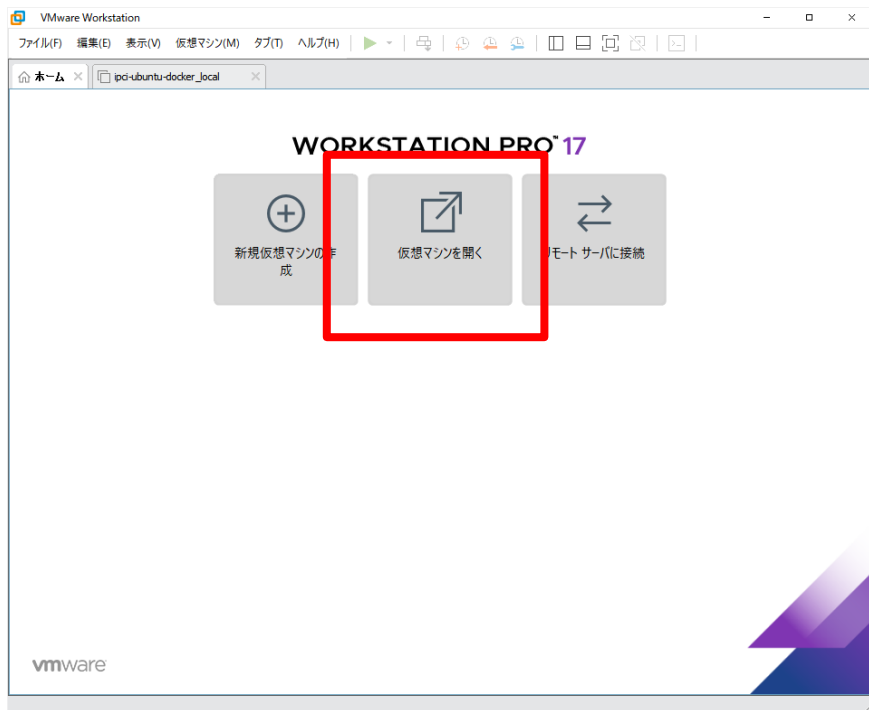 VMware Workstation
ファイル(F) 編集(E) 表示(V) 仮想マシン(M) タブ(T) ヘルプ(H)
ホーム ipci-ubuntu-docker_local
WORKSTATION PRO™ 17
新規仮想マシンの作
成
仮想マシンを開く
リモート サーバに接続
vmware